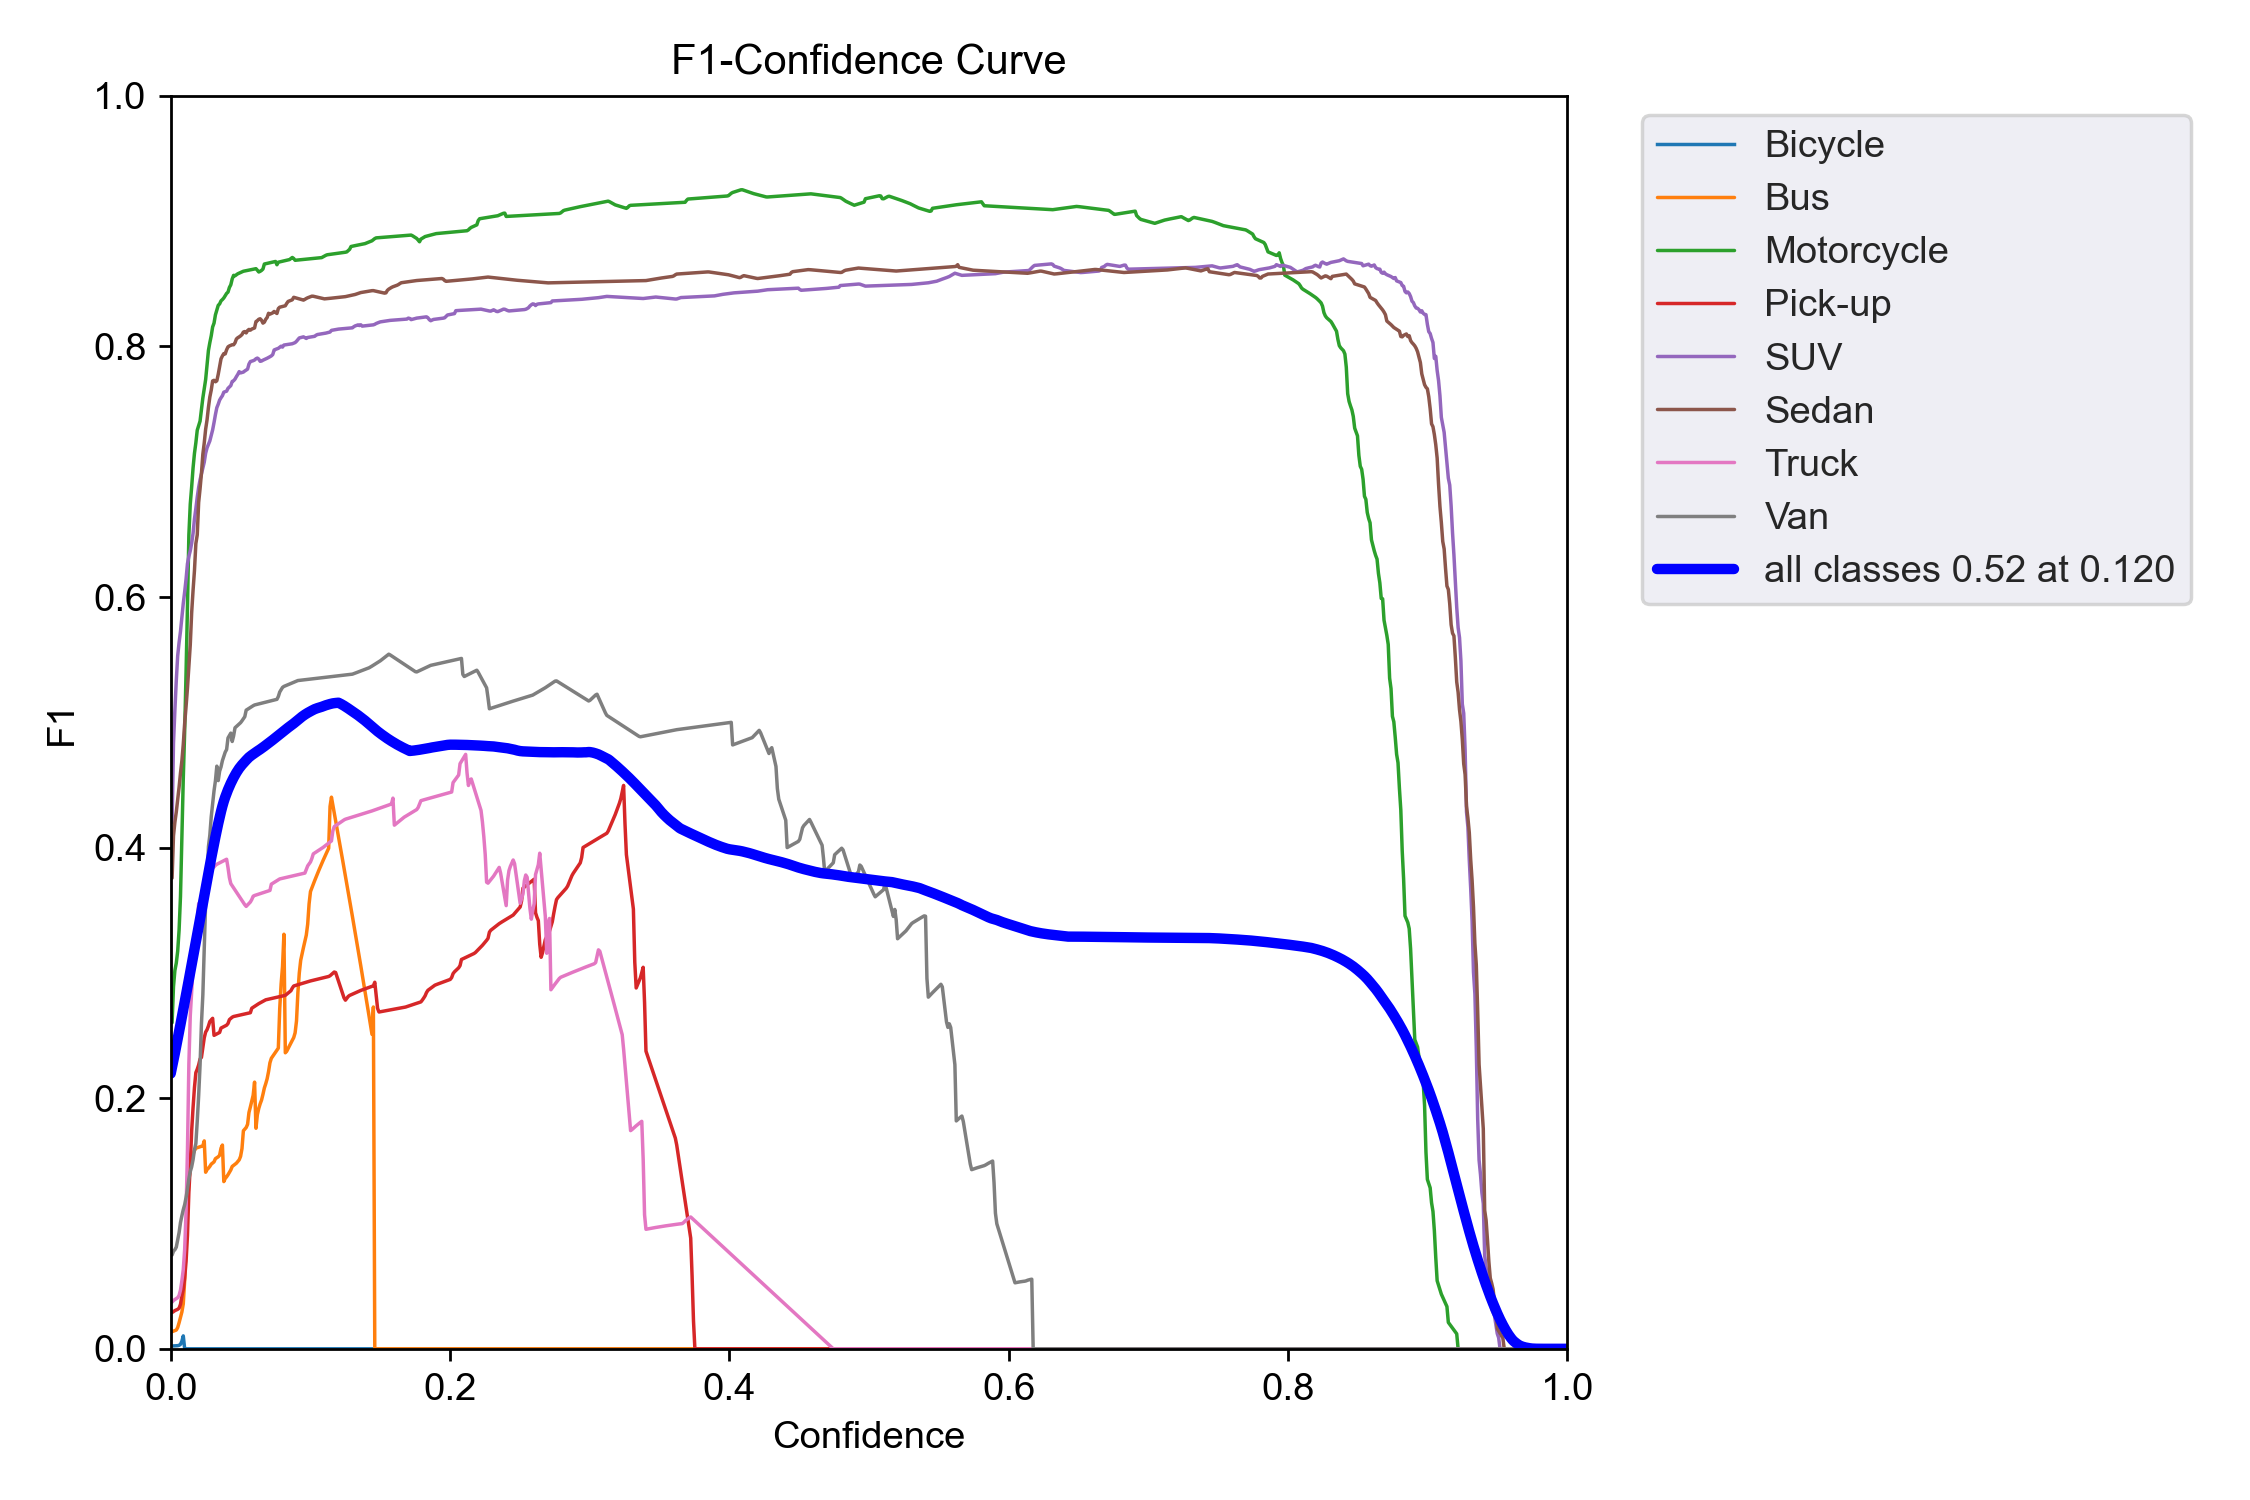 F1-Confidence Curve
1.0
0.8
0.6
0.4
0.2
0.0
F1
0.0 0.2 0.4 0.6 0.8 1.0
Confidence
Bicycle
Bus
Motorcycle
Pick-up
SUV
Sedan
Truck
Van
all classes 0.52 at 0.120